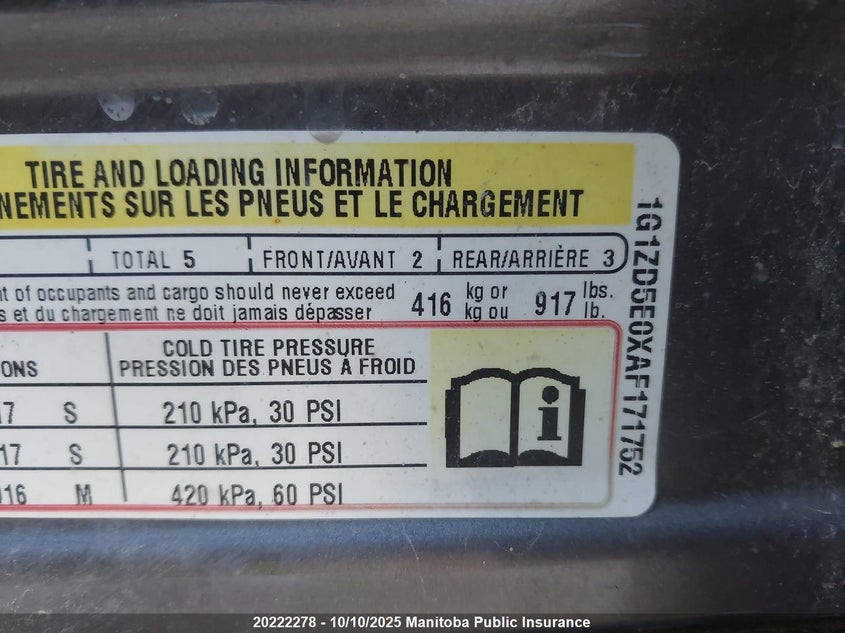 TIRE AND LOADING INFORMATION
NEMENTS SUR LES PNEUS ET LE CHARGEMENT
TOTAL 5 FRONT/AVANT 2 REAR/ARRIÈRE 3
nt of occupants and cargo should never exceed 416 kg or 917 lbs.
s et du chargement ne doit jamais dépasser kg ou lb.
COLD TIRE PRESSURE
ONS PRESSION DES PNEUS À FROID
17 S 210 kPa, 30 PSI
17 S 210 kPa, 30 PSI
16 M 420 kPa, 60 PSI
1G1ZD5E0XAF171752
20222278 - 10/10/2025 Manitoba Public Insurance